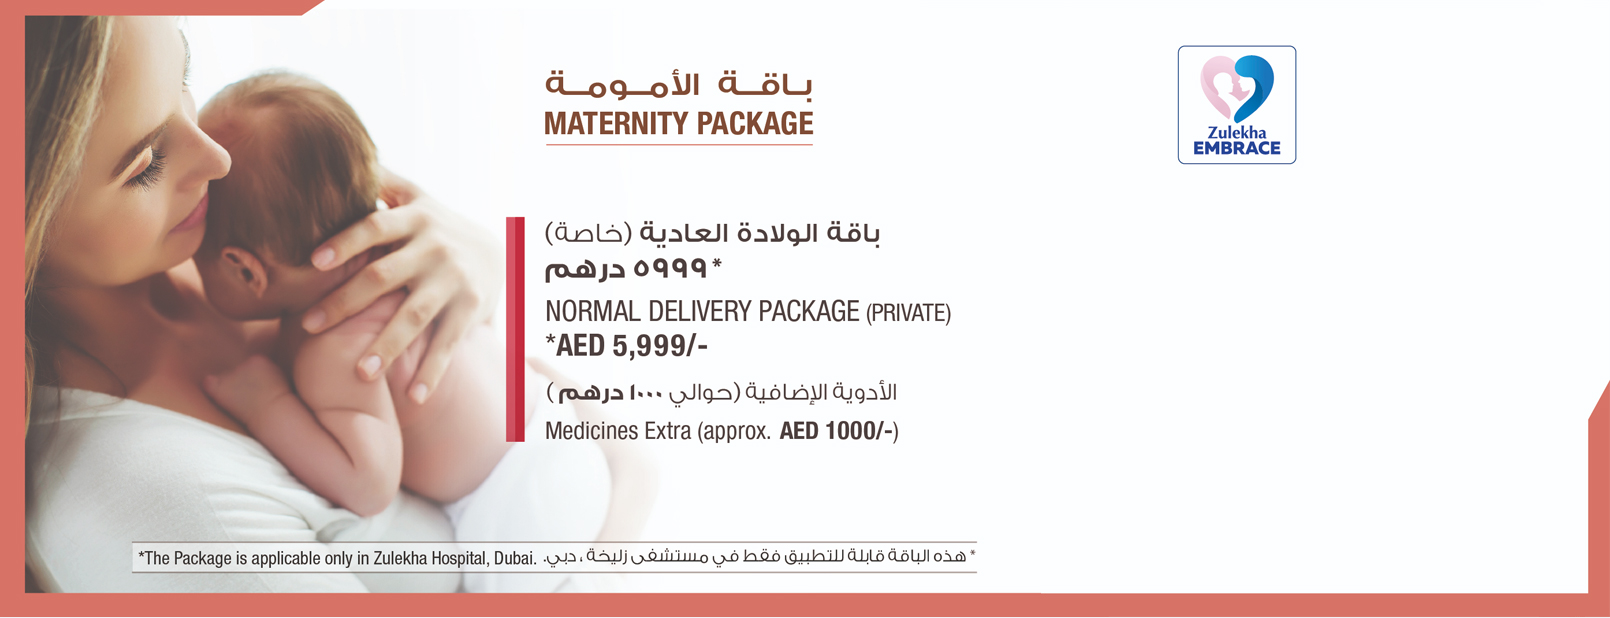 باقة الأمومة
MATERNITY PACKAGE
Zulekha
EMBRACE
باقة الولادة العادية (خاصة)
*٥٩٩٩ درهم
NORMAL DELIVERY PACKAGE (PRIVATE)
*AED 5,999/-
الأدوية الإضافية (حوالي ١٠٠٠ درهم )
Medicines Extra (approx. AED 1000/-)
*The Package is applicable only in Zulekha Hospital, Dubai. * هذه الباقة قابلة للتطبيق فقط في مستشفى زليخة ، دبي.